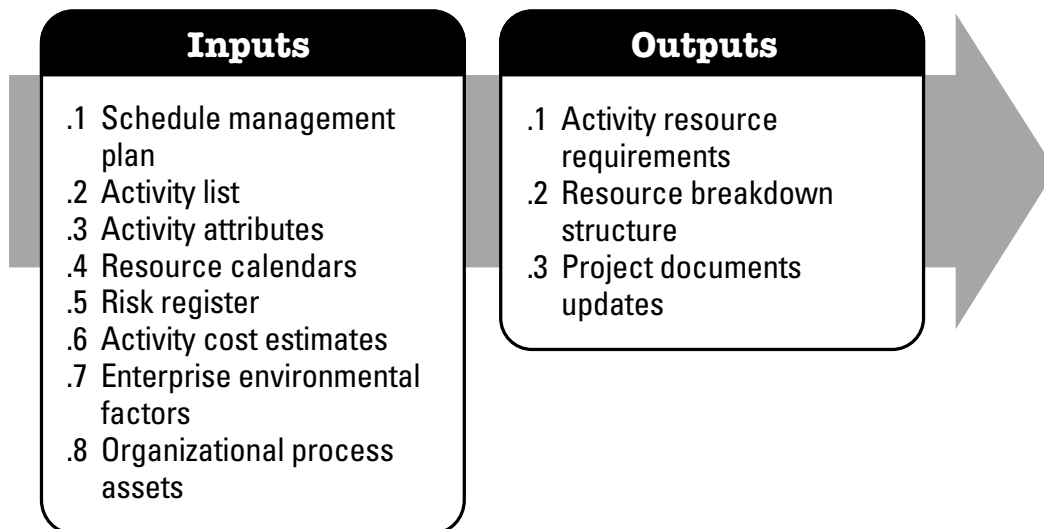 Inputs
.1 Schedule management
plan
.2 Activity list
.3 Activity attributes
.4 Resource calendars
.5 Risk register
.6 Activity cost estimates
.7 Enterprise environmental
factors
.8 Organizational process
assets
Outputs
.1 Activity resource
requirements
.2 Resource breakdown
structure
.3 Project documents
updates